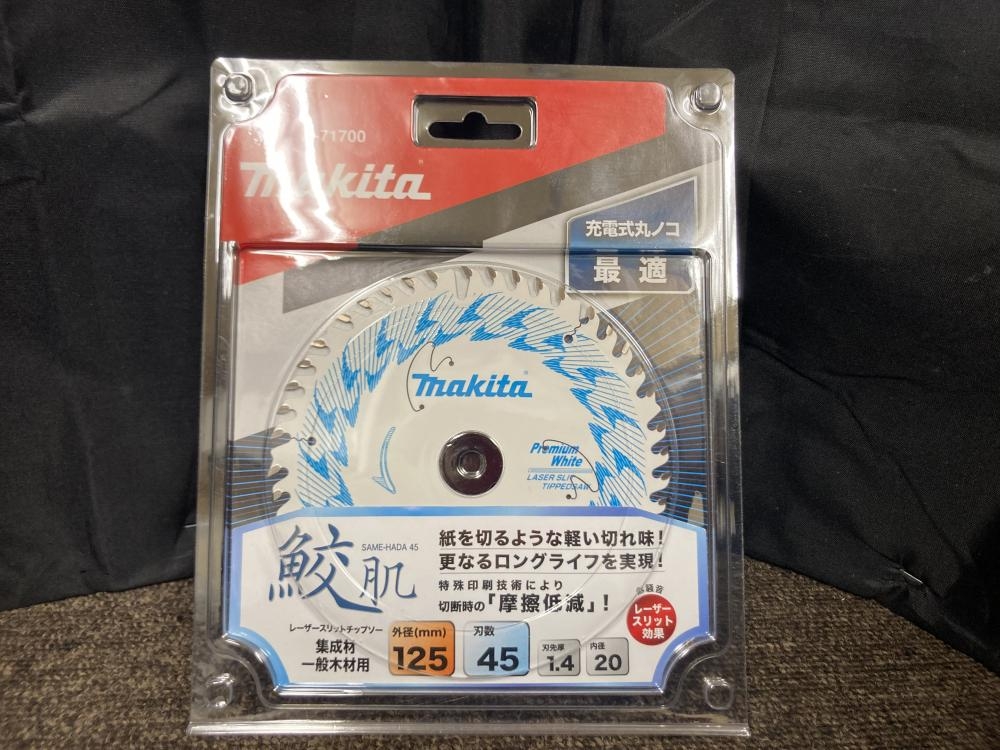 -71700
makita
充電式丸ノコ
最適
makita
Premium
White
LASER SLIT
TIPPEDSAW
鮫肌
SAME-HADA 45
紙を切るような軽い切れ味!
更なるロングライフを実現!
特殊印刷技術により
切断時の「摩擦低減」!
低騒音
レーザー
スリット
効果
レーザースリットチップソー
集成材
一般木材用
外径(mm)
125
刃数
45
刃先厚
1.4
内径
20